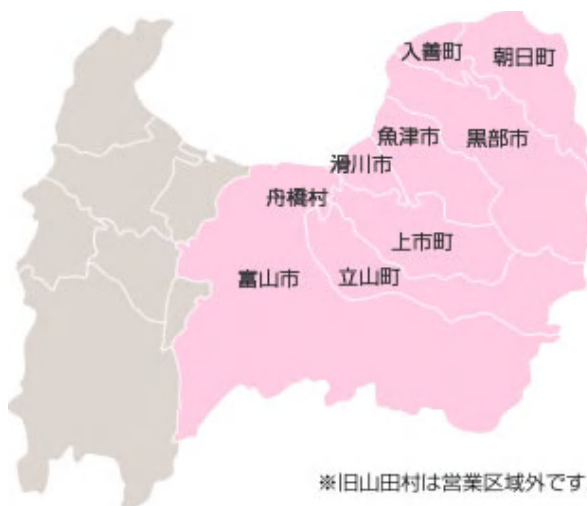 入善町
朝日町
魚津市
黒部市
滑川市
舟橋村
上市町
富山市
立山町
※旧山田村は営業区域外です